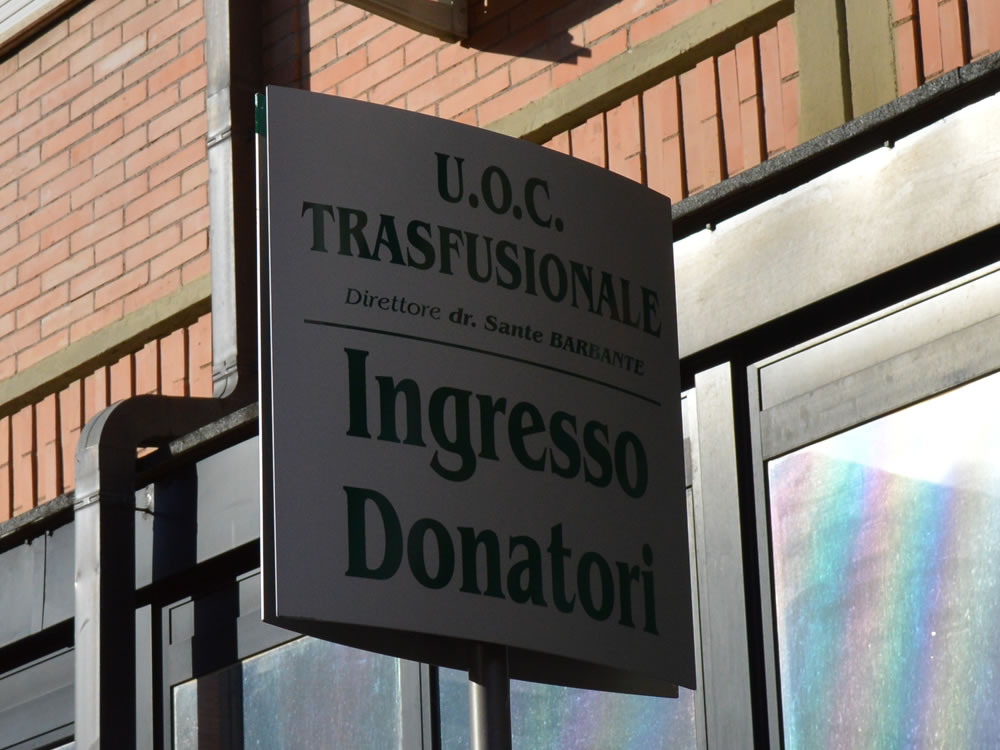 U.O.C.
TRASFUSIONALE
Direttore dr. Sante BARBANTE
Ingresso
Donatori